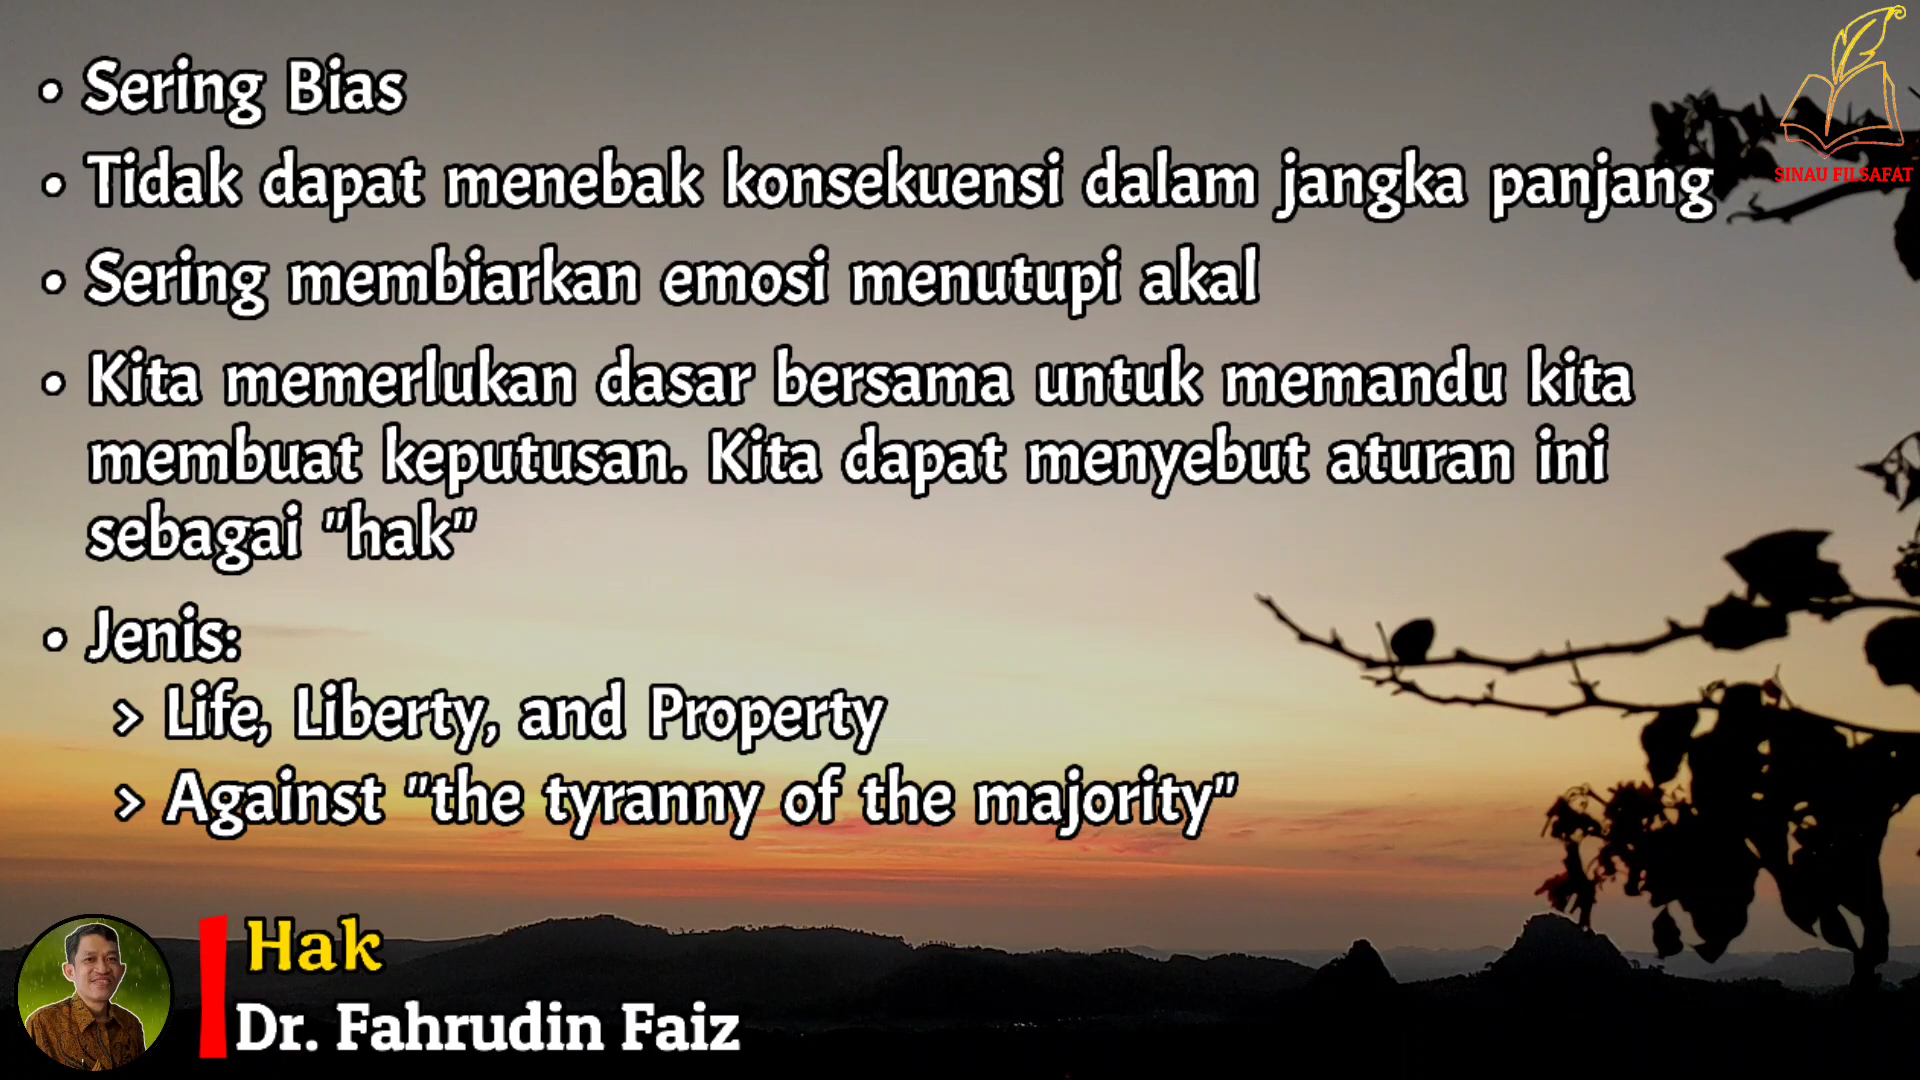 • Sering Bias
• Tidak dapat menebak konsekuensi dalam jangka panjang
• Sering membiarkan emosi menutupi akal
• Kita memerlukan dasar bersama untuk memandu kita
membuat keputusan. Kita dapat menyebut aturan ini
sebagai "hak"
• Jenis:
> Life, Liberty, and Property
> Against "the tyranny of the majority"
SINAU FILSAFAT
Hak
Dr. Fahrudin Faiz